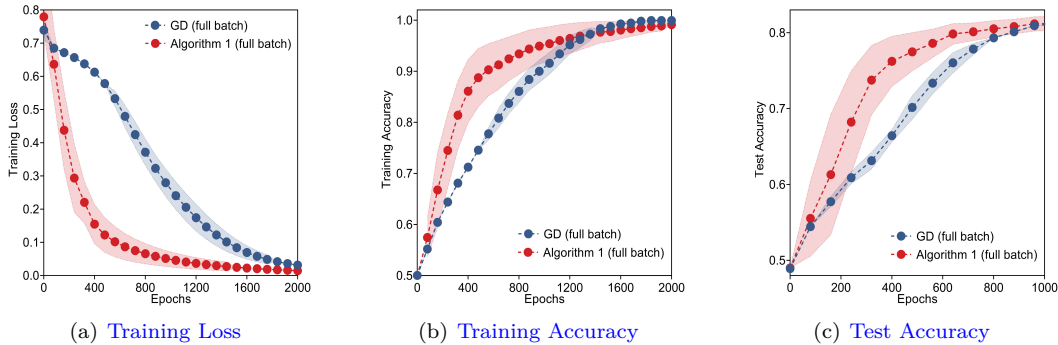 0.8
0.7
0.6
0.5
0.4
0.3
0.2
0.1
0.0
Training Loss
GD (full batch)
Algorithm 1 (full batch)
0
400
800
1200
1600
2000
Epochs
(a) Training Loss
1.0
0.9
0.8
0.7
0.6
0.5
Training Accuracy
GD (full batch)
Algorithm 1 (full batch)
0
400
800
1200
1600
2000
Epochs
(b) Training Accuracy
0.8
0.7
0.6
0.5
Test Accuracy
GD (full batch)
Algorithm 1 (full batch)
0
200
400
600
800
1000
Epochs
(c) Test Accuracy